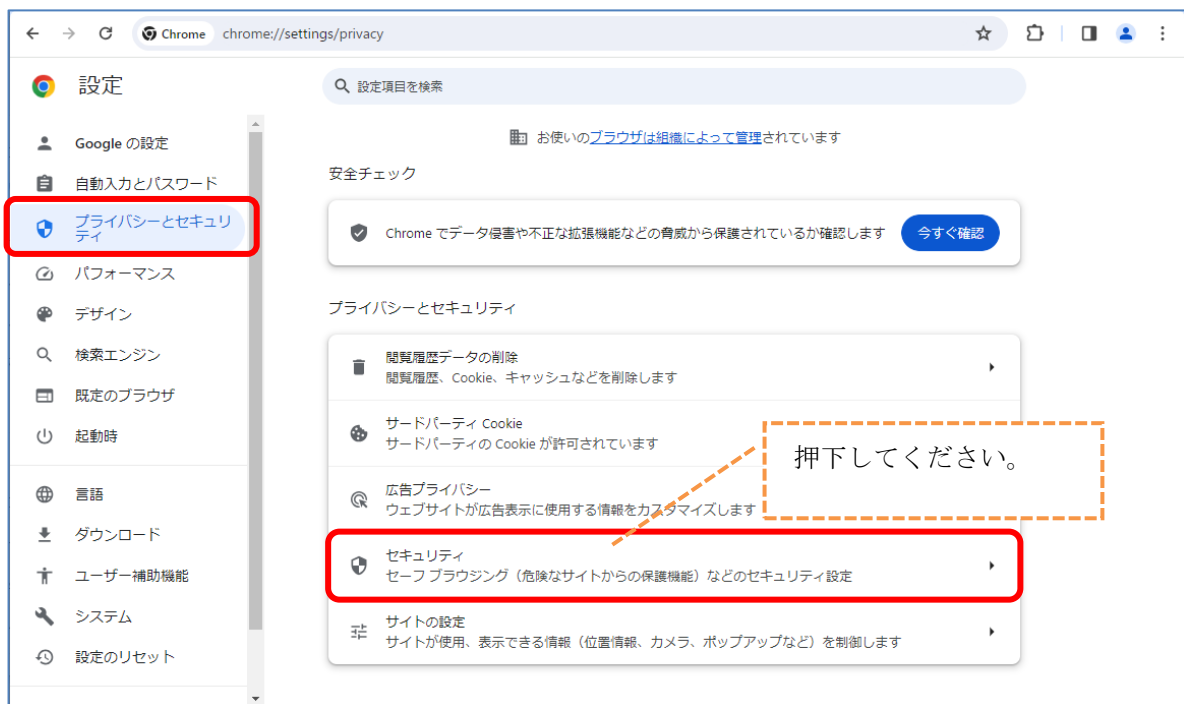 Chrome chrome://settings/privacy
設定
設定項目を検索
お使いのブラウザは組織によって管理されています
Google の設定
自動入力とパスワード
プライバシーとセキュリ
ティ
パフォーマンス
デザイン
検索エンジン
既定のブラウザ
起動時
言語
ダウンロード
ユーザー補助機能
システム
設定のリセット
安全チェック
Chrome でデータ侵害や不正な拡張機能などの脅威から保護されているか確認します
今すぐ確認
プライバシーとセキュリティ
閲覧履歴データの削除
閲覧履歴、Cookie、キャッシュなどを削除します
サードパーティ Cookie
サードパーティの Cookie が許可されています
押下してください。
広告プライバシー
ウェブサイトが広告表示に使用する情報をカスタマイズします
セキュリティ
セーフ ブラウジング（危険なサイトからの保護機能）などのセキュリティ設定
サイトの設定
サイトが使用、表示できる情報（位置情報、カメラ、ポップアップなど）を制御します